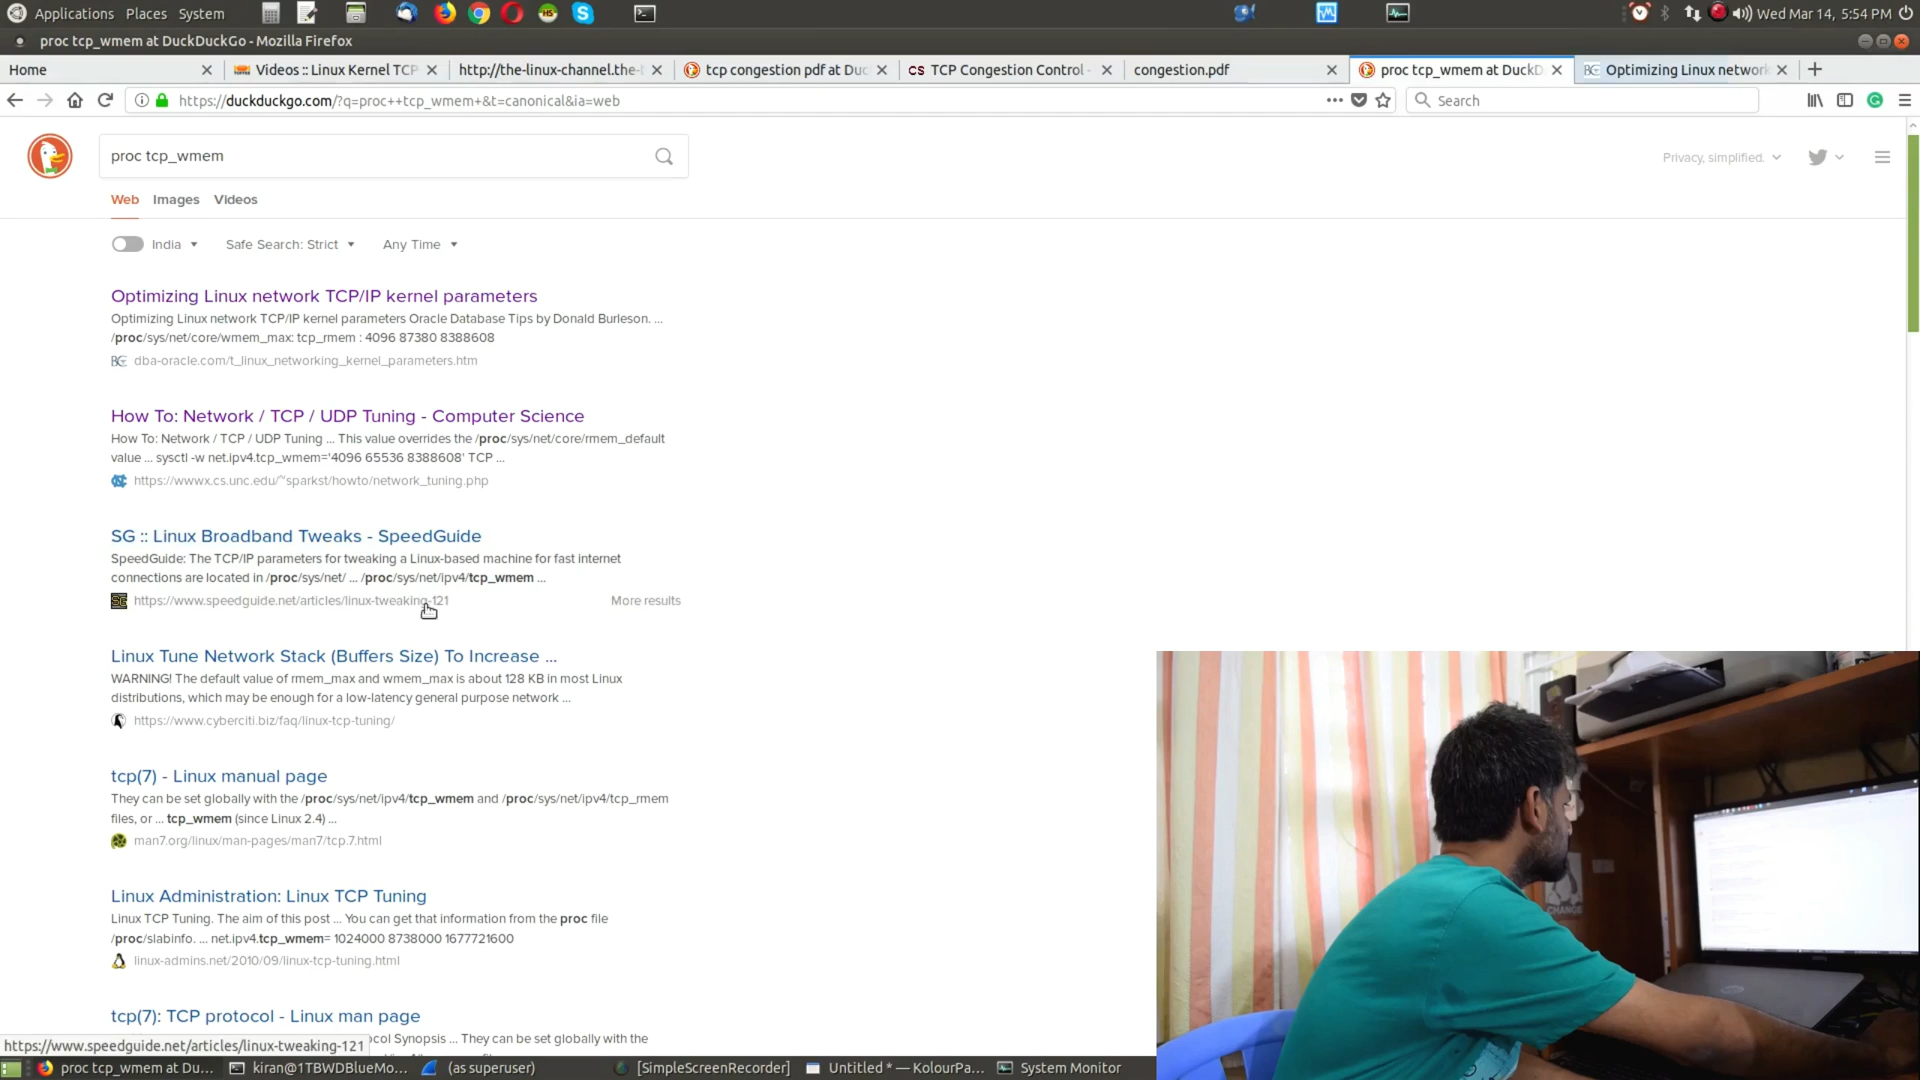 Applications Places System
Wed Mar 14, 5:54 PM
proc tcp_wmem at DuckDuckGo - Mozilla Firefox
Home
Videos :: Linux Kernel TCP
http://the-linux-channel.the-
tcp congestion pdf at Duc
CS TCP Congestion Control -
congestion.pdf
proc tcp_wmem at DuckD
Optimizing Linux network
https://duckduckgo.com/?q=proc++tcp_wmem+&t=canonical&ia=web
Search
proc tcp_wmem
Privacy, simplified.
Web Images Videos
India Safe Search: Strict Any Time
Optimizing Linux network TCP/IP kernel parameters
Optimizing Linux network TCP/IP kernel parameters Oracle Database Tips by Donald Burleson. ...
/proc/sys/net/core/wmem_max: tcp_rmem : 4096 87380 8388608
dba-oracle.com/t_linux_networking_kernel_parameters.htm
How To: Network / TCP / UDP Tuning - Computer Science
How To: Network / TCP / UDP Tuning ... This value overrides the /proc/sys/net/core/rmem_default
value ... sysctl -w net.ipv4.tcp_wmem='4096 65536 8388608' TCP ...
https://wwwx.cs.unc.edu/~sparkst/howto/network_tuning.php
SG :: Linux Broadband Tweaks - SpeedGuide
SpeedGuide: The TCP/IP parameters for tweaking a Linux-based machine for fast internet
connections are located in /proc/sys/net/ ... /proc/sys/net/ipv4/tcp_wmem ...
SG https://www.speedguide.net/articles/linux-tweaking-121
More results
Linux Tune Network Stack (Buffers Size) To Increase ...
WARNING! The default value of rmem_max and wmem_max is about 128 KB in most Linux
distributions, which may be enough for a low-latency general purpose network ...
https://www.cyberciti.biz/faq/linux-tcp-tuning/
tcp(7) - Linux manual page
They can be set globally with the /proc/sys/net/ipv4/tcp_wmem and /proc/sys/net/ipv4/tcp_rmem
files, or ... tcp_wmem (since Linux 2.4) ...
man7.org/linux/man-pages/man7/tcp.7.html
Linux Administration: Linux TCP Tuning
Linux TCP Tuning. The aim of this post ... You can get that information from the proc file
/proc/slabinfo. ... net.ipv4.tcp_wmem= 1024000 8738000 1677721600
linux-admins.net/2010/09/linux-tcp-tuning.html
tcp(7): TCP protocol - Linux man page
col Synopsis ... They can be set globally with the
https://www.speedguide.net/articles/linux-tweaking-121
proc tcp_wmem at Du...
kiran@1TBWDBlueMo...
(as superuser)
[SimpleScreenRecorder]
Untitled * — KolourPa...
System Monitor
CHANGE